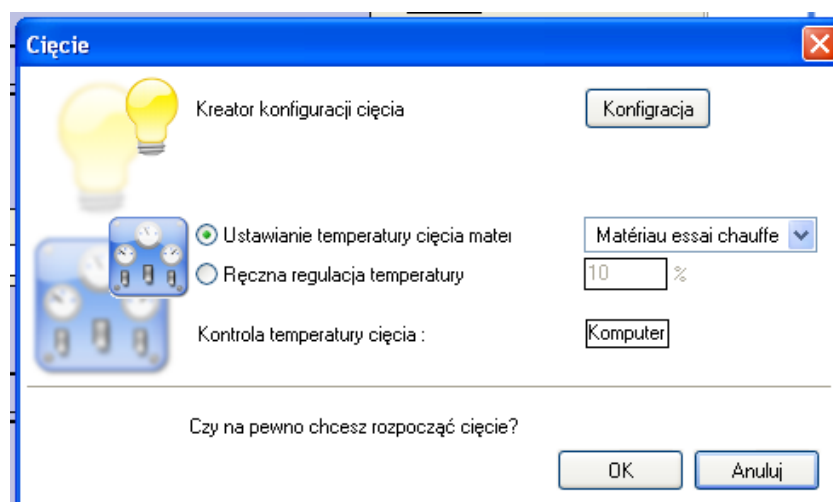 Cięcie
Kreator konfiguracji cięcia Konfigracja
Ustawianie temperatury cięcia mater Matériau essai chauffe
Ręczna regulacja temperatury 10 %
Kontrola temperatury cięcia : Komputer
Czy na pewno chcesz rozpocząć cięcie?
OK Anuluj